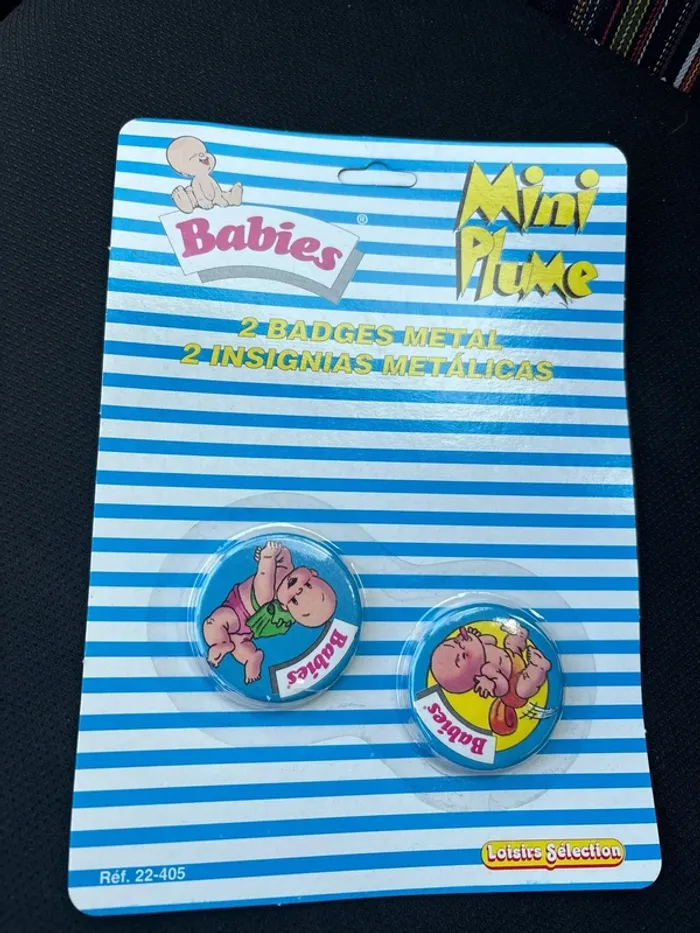 Babies ®
Mini
Plume
2 BADGES METAL
2 INSIGNIAS METÁLICAS
Babies
Babies
Réf. 22-405
Loisirs Sélection